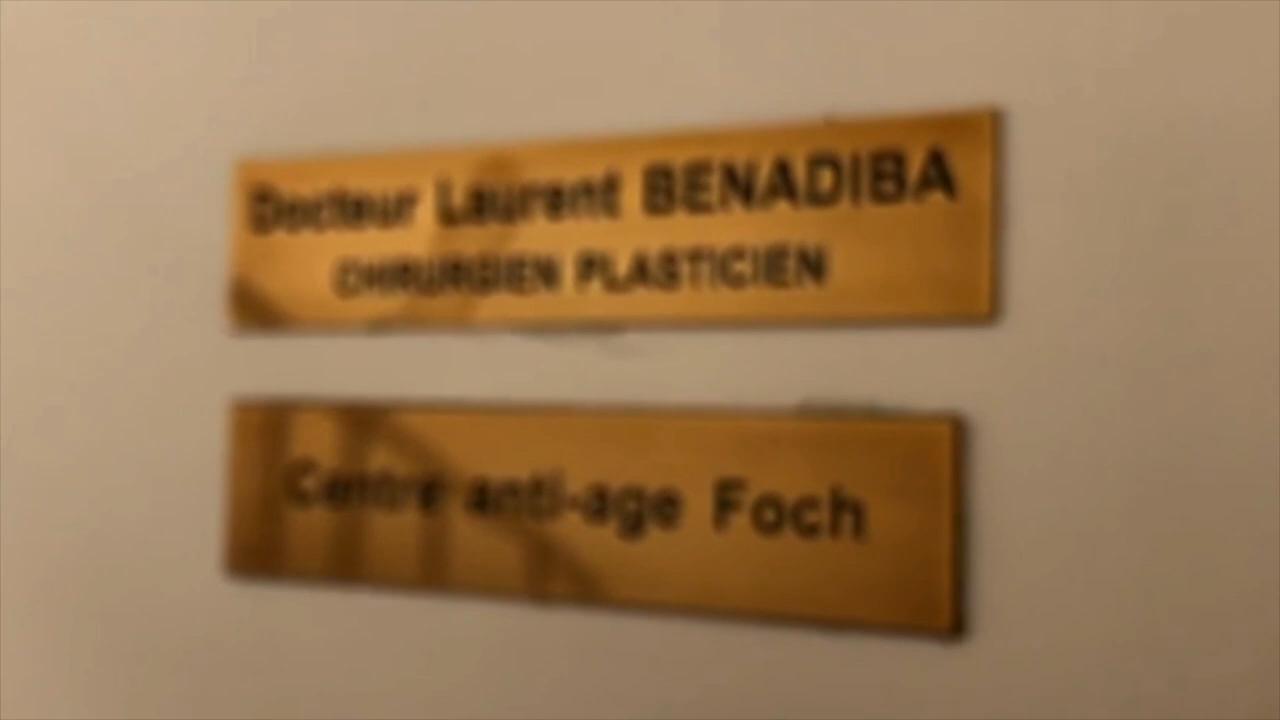 Docteur Laurent BENADIBA
CHIRURGIEN PLASTICIEN
Centre anti-age Foch